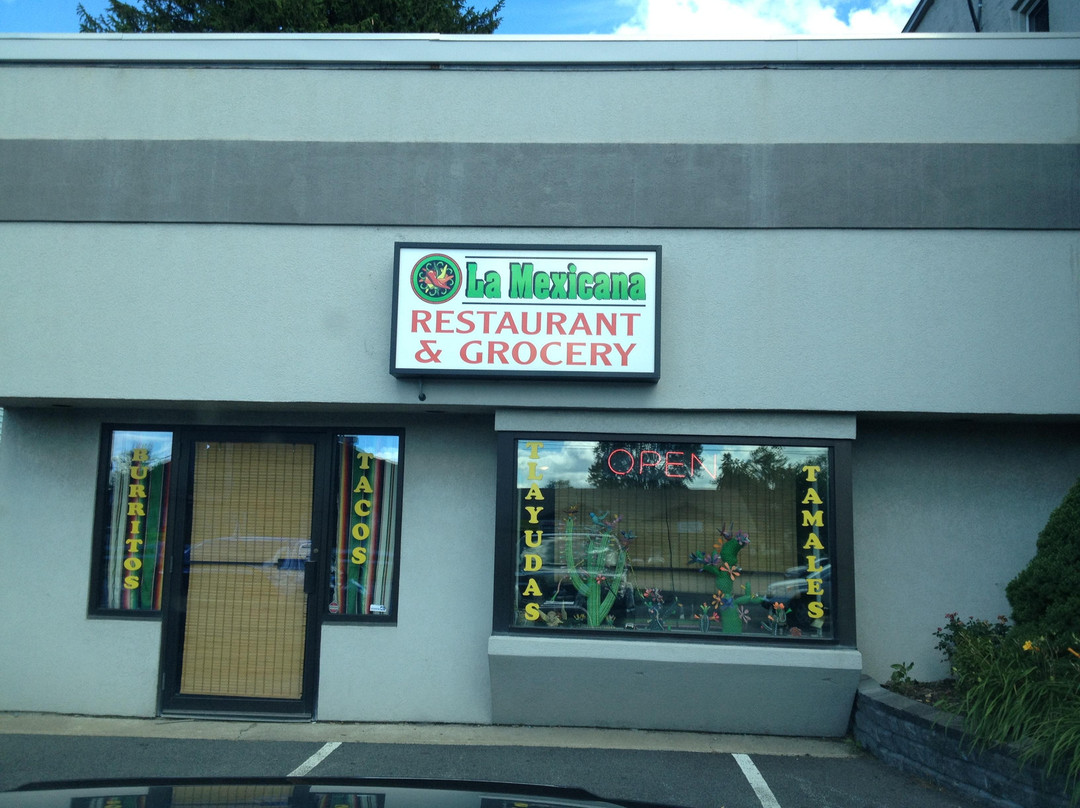 La Mexicana
RESTAURANT
& GROCERY
BURRITOS
TACOS
TLAYUDAS
OPEN
TAMALES